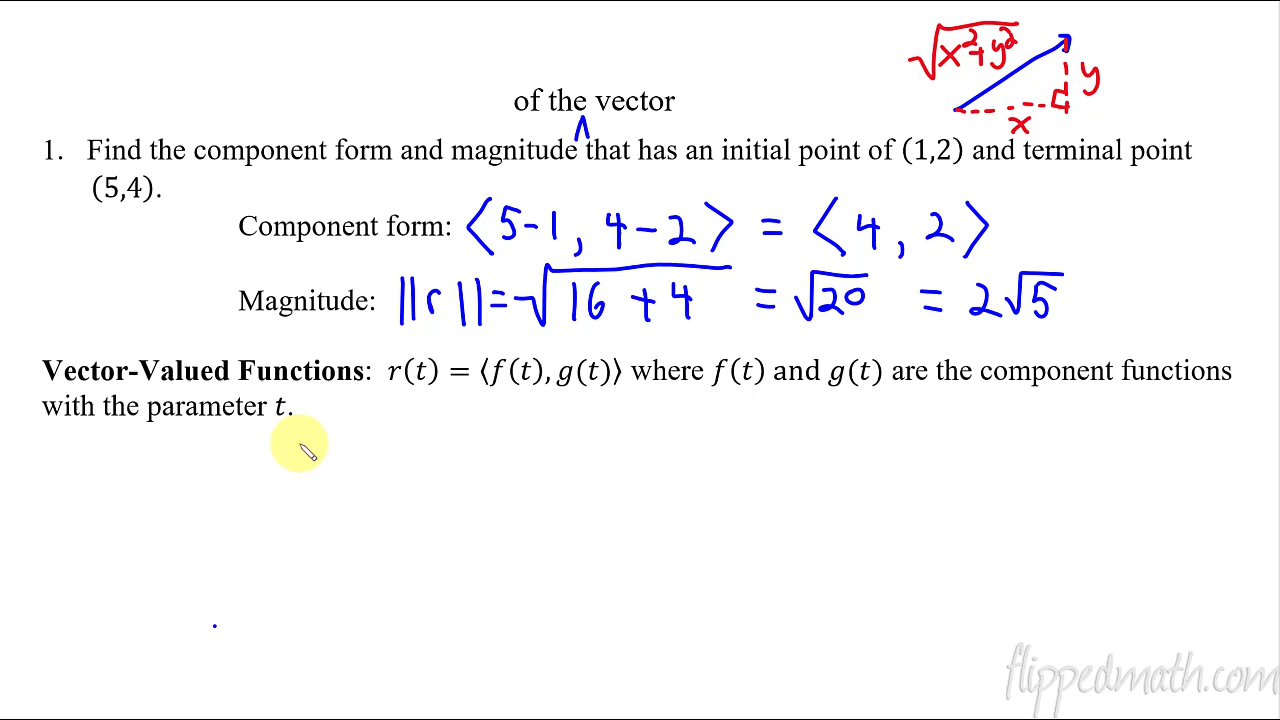 √x²+y²
y
x
of the vector
^
1. Find the component form and magnitude that has an initial point of (1,2) and terminal point
(5,4).
Component form: ⟨5-1, 4-2⟩ = ⟨4, 2⟩
Magnitude: ||r|| = √16 + 4 = √20 = 2√5
Vector-Valued Functions: r(t) = ⟨f(t), g(t)⟩ where f(t) and g(t) are the component functions
with the parameter t.
flippedmath.com